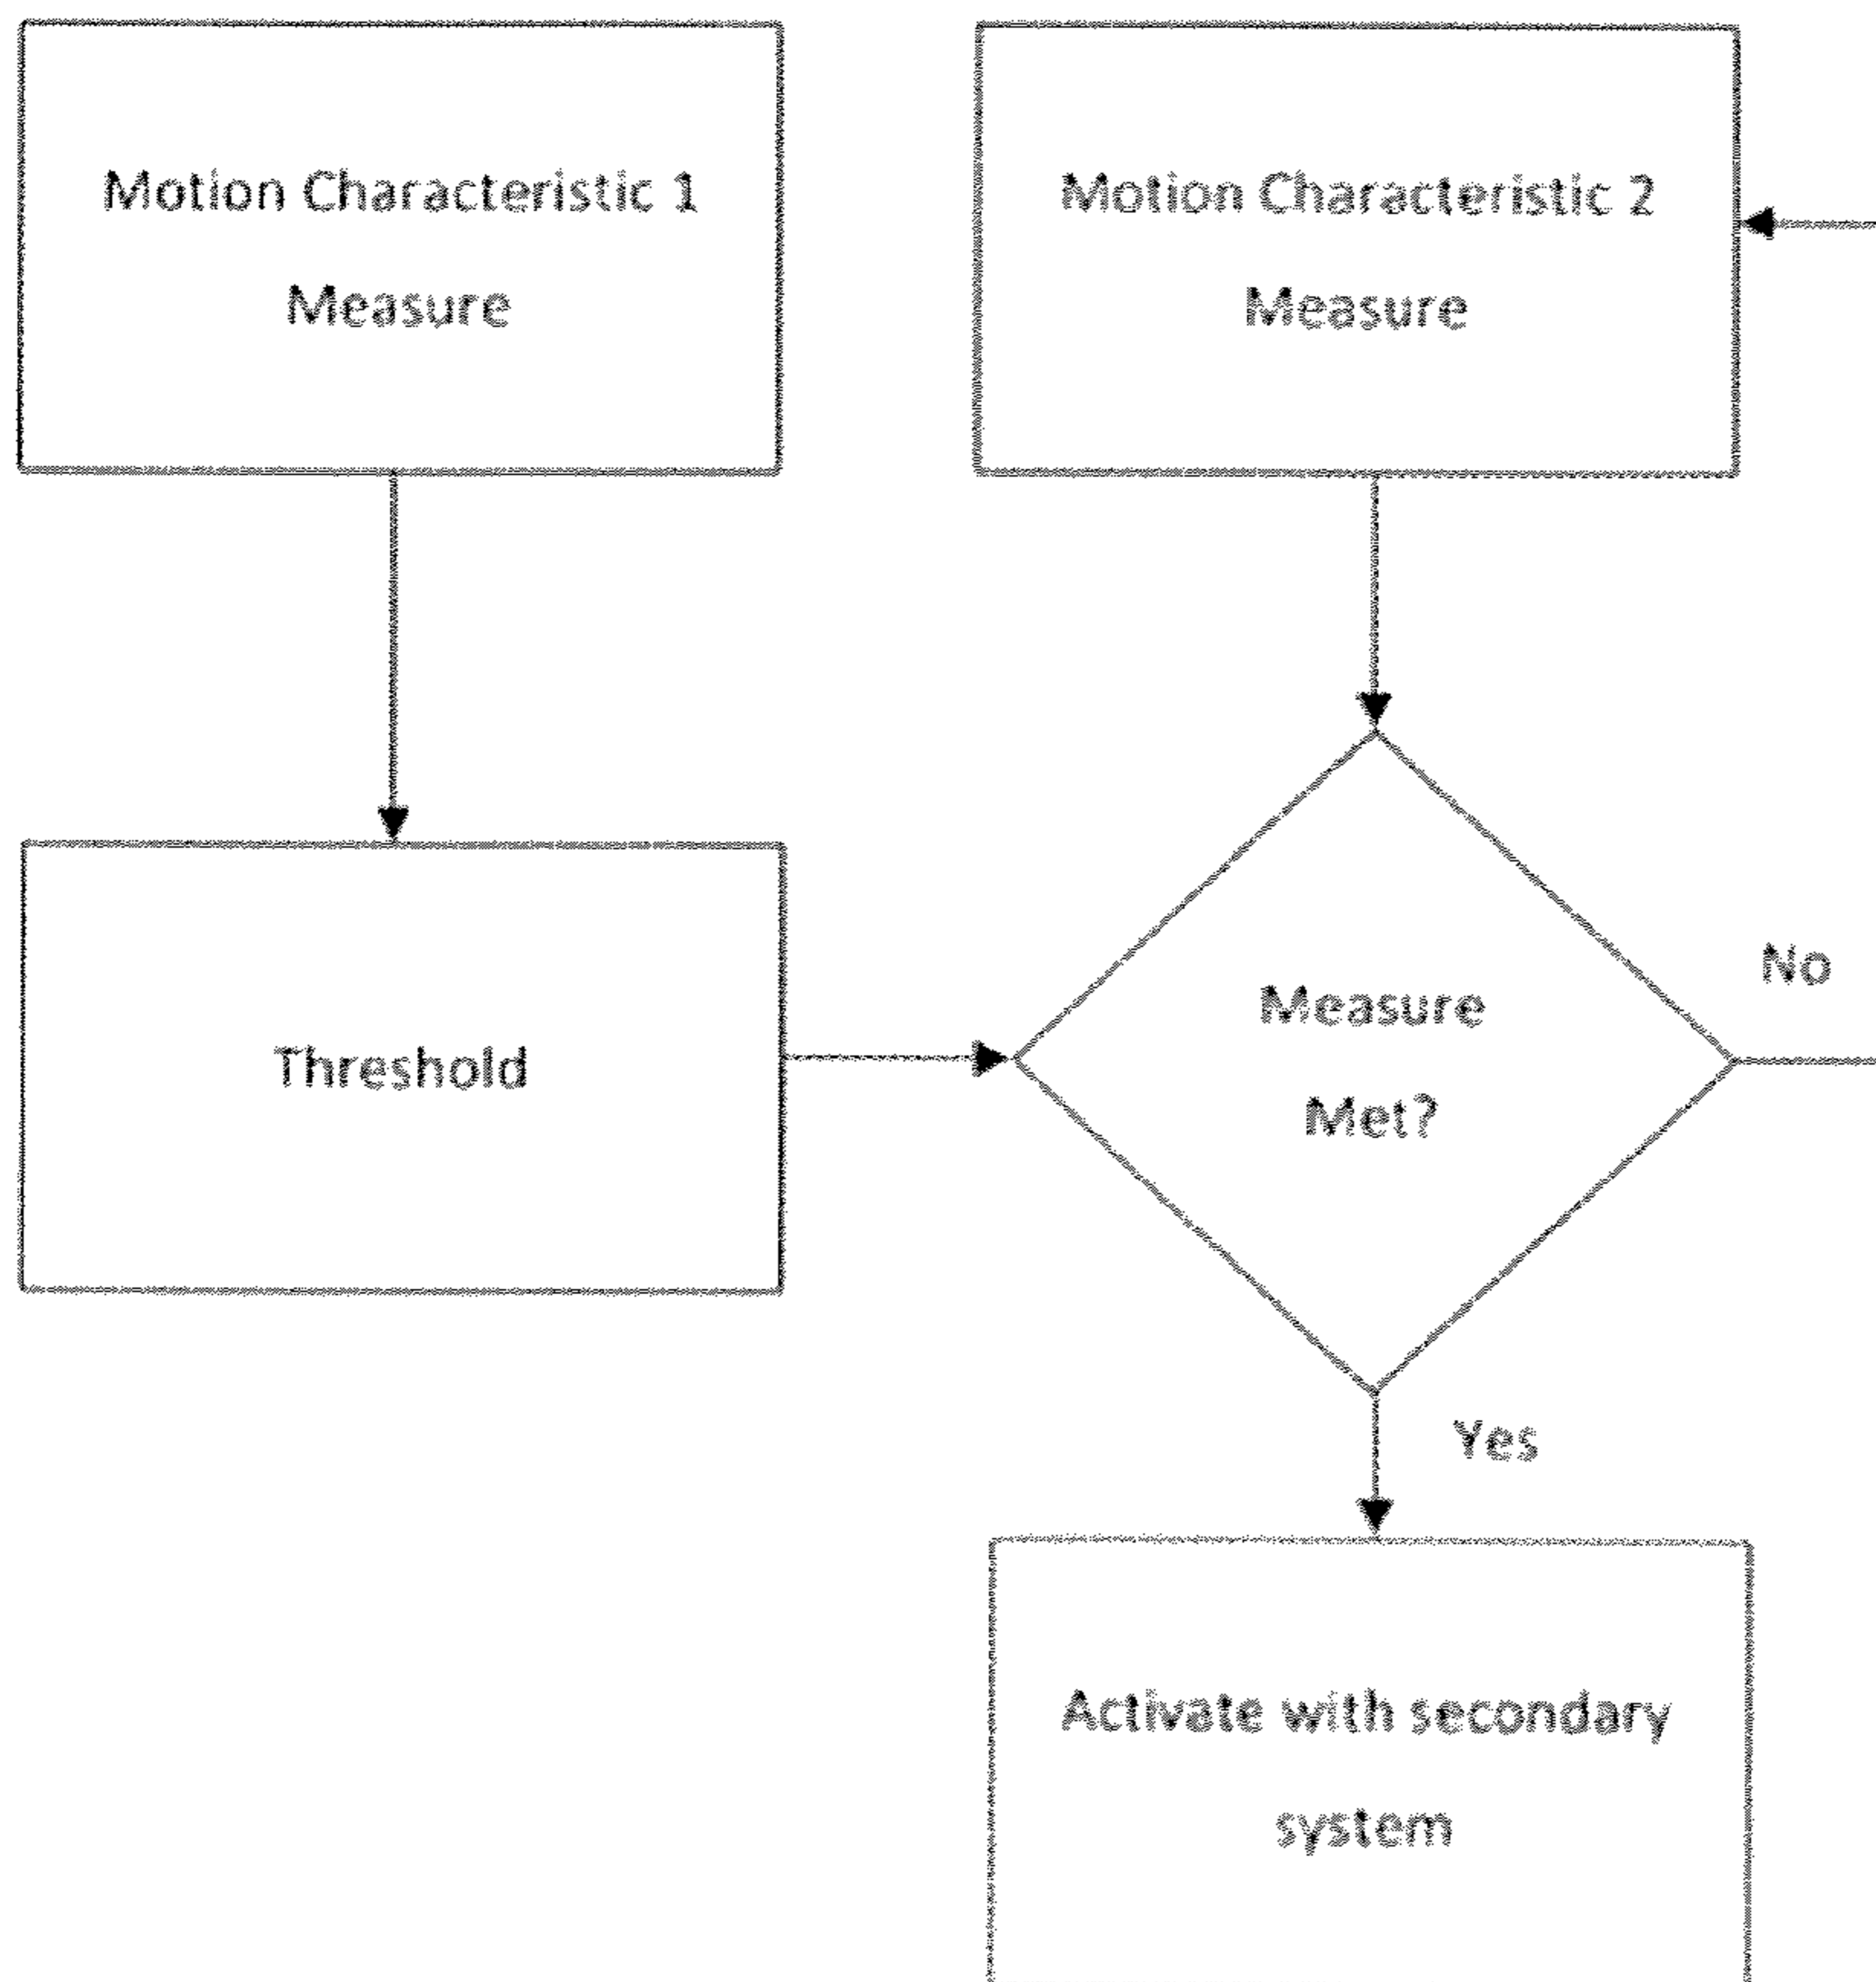 Motion Characteristic 1
Measure
Motion Characteristic 2
Measure
Threshold
Measure
Met?
No
Yes
Activate with secondary
system